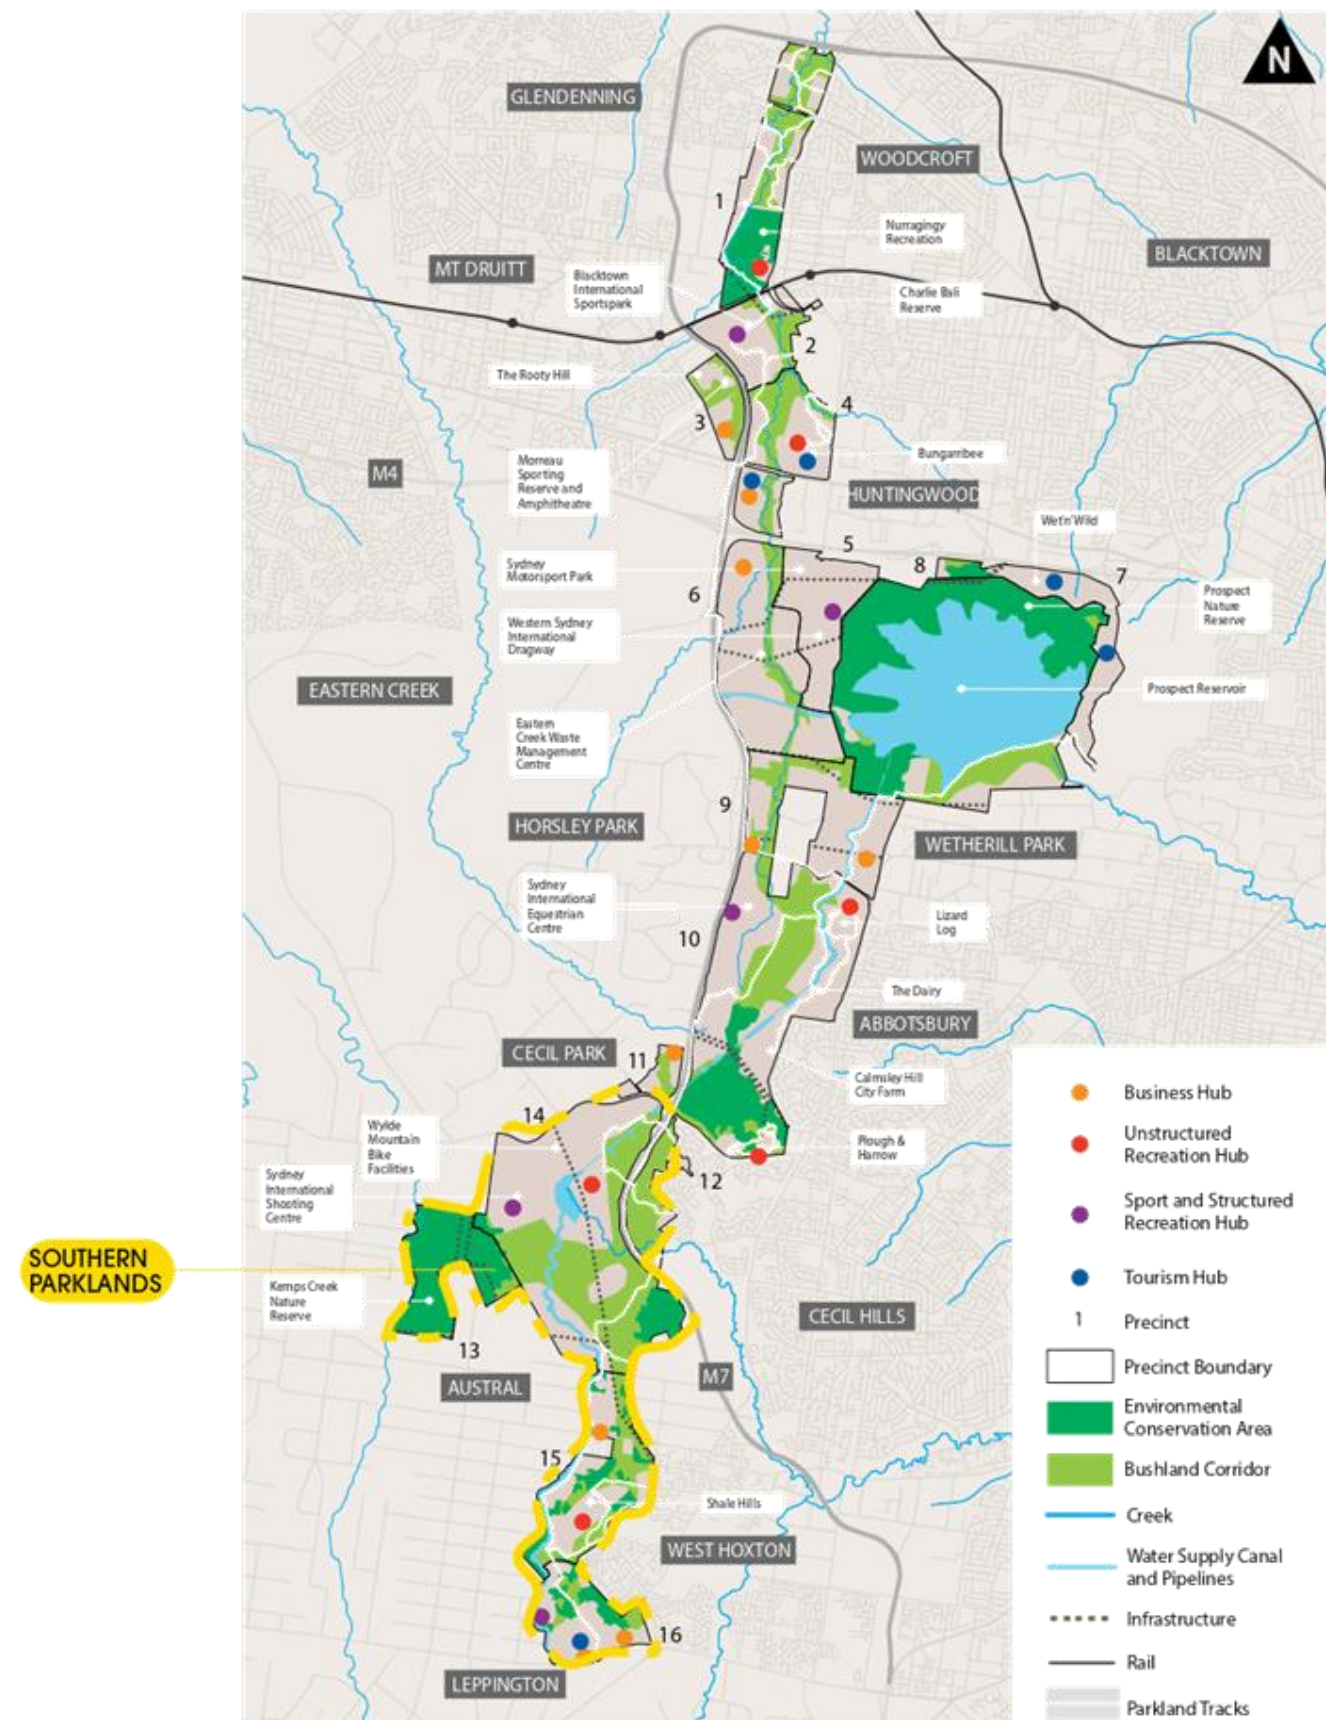 N
GLENDENNING
WOODCROFT
1
Nurragingy
Recreation
BLACKTOWN
MT DRUITT
Blacktown
International
Sportspark
Charlie Bali
Reserve
2
The Rooty Hill
4
3
Morreau
Sporting
Reserve and
Amphitheatre
Bungarribee
M4
HUNTINGWOOD
Wet'n'Wild
5
8
7
Sydney
Motorsport Park
6
Prospect
Nature
Reserve
Western Sydney
International
Dragway
EASTERN CREEK
Prospect Reservoir
Eastern
Creek Waste
Management
Centre
9
HORSLEY PARK
WETHERILL PARK
Sydney
International
Equestrian
Centre
Lizard
Log
10
The Dairy
ABBOTSBURY
CECIL PARK
11
Calmsley Hill
City Farm
14
Wylde
Mountain
Bike
Facilities
Plough &
Harrow
12
Sydney
International
Shooting
Centre
SOUTHERN
PARKLANDS
Kemps Creek
Nature
Reserve
CECIL HILLS
13
AUSTRAL
M7
15
Shale Hills
WEST HOXTON
16
LEPPINGTON
Business Hub
Unstructured
Recreation Hub
Sport and Structured
Recreation Hub
Tourism Hub
1
Precinct
Precinct Boundary
Environmental
Conservation Area
Bushland Corridor
Creek
Water Supply Canal
and Pipelines
Infrastructure
Rail
Parkland Tracks